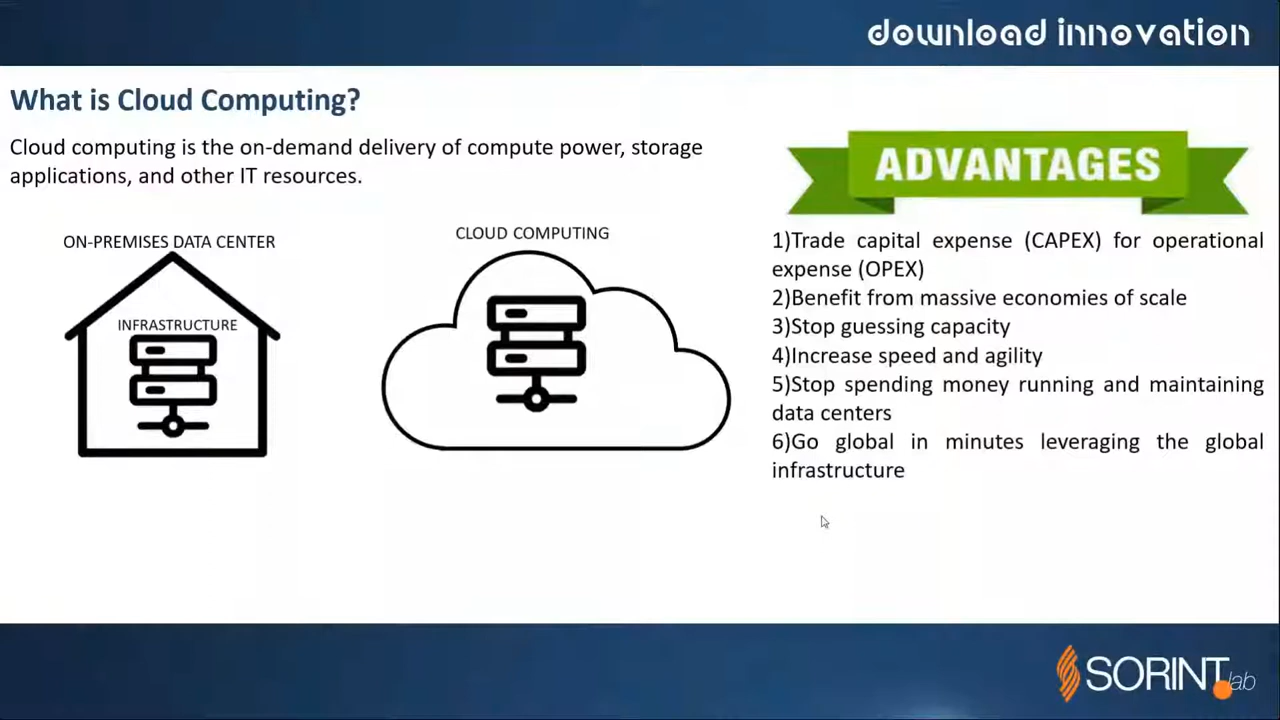 download innovation
What is Cloud Computing?
Cloud computing is the on-demand delivery of compute power, storage
applications, and other IT resources.
ON-PREMISES DATA CENTER
INFRASTRUCTURE
CLOUD COMPUTING
ADVANTAGES
1)Trade capital expense (CAPEX) for operational
expense (OPEX)
2)Benefit from massive economies of scale
3)Stop guessing capacity
4)Increase speed and agility
5)Stop spending money running and maintaining
data centers
6)Go global in minutes leveraging the global
infrastructure
SORINT.lab